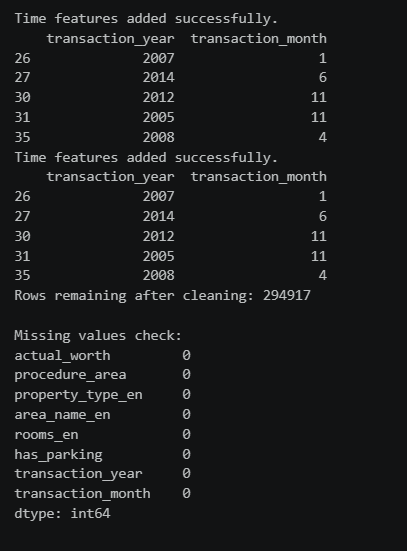 Time features added successfully.
    transaction_year  transaction_month
26              2007                  1
27              2014                  6
30              2012                 11
31              2005                 11
35              2008                  4
Time features added successfully.
    transaction_year  transaction_month
26              2007                  1
27              2014                  6
30              2012                 11
31              2005                 11
35              2008                  4
Rows remaining after cleaning: 294917

Missing values check:
actual_worth         0
procedure_area       0
property_type_en     0
area_name_en         0
rooms_en             0
has_parking          0
transaction_year     0
transaction_month    0
dtype: int64